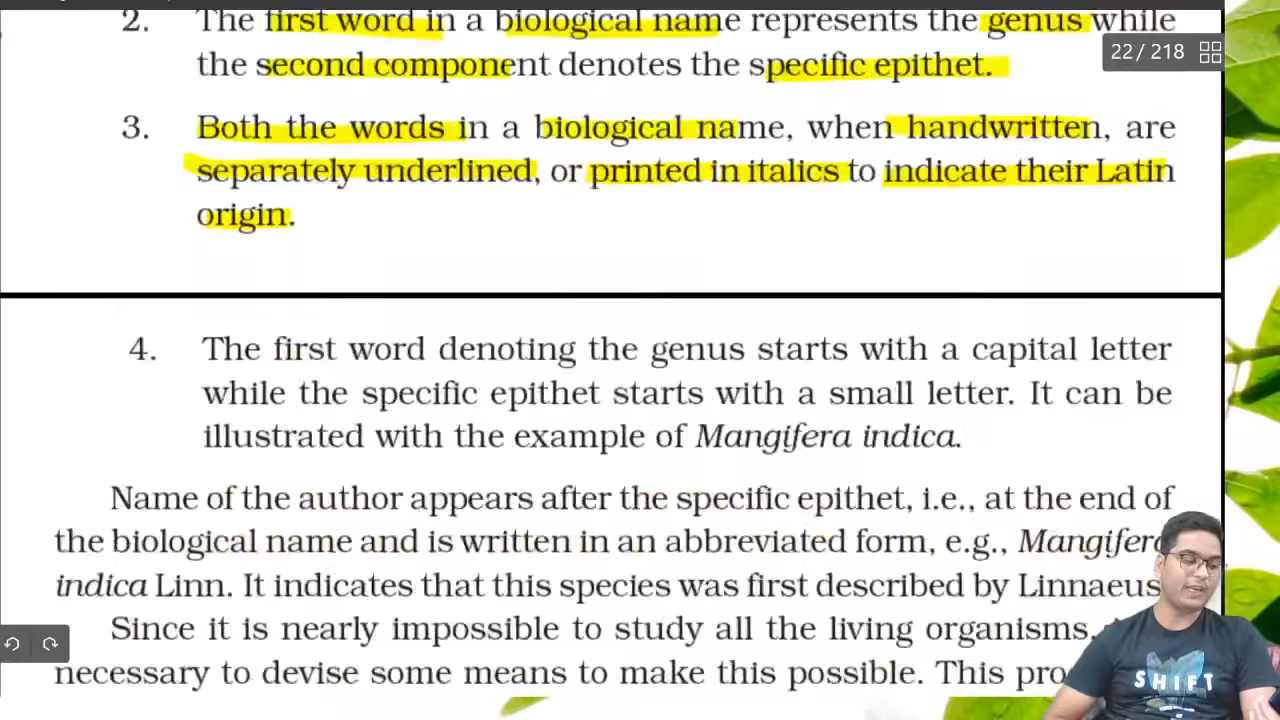 2. The first word in a biological name represents the genus while
22 / 218
the second component denotes the specific epithet.
3. Both the words in a biological name, when handwritten, are
separately underlined, or printed in italics to indicate their Latin
origin.
4. The first word denoting the genus starts with a capital letter
while the specific epithet starts with a small letter. It can be
illustrated with the example of Mangifera indica.
Name of the author appears after the specific epithet, i.e., at the end of
the biological name and is written in an abbreviated form, e.g., Mangifera
indica Linn. It indicates that this species was first described by Linnaeus
Since it is nearly impossible to study all the living organisms,
necessary to devise some means to make this possible. This pro
SHIFT